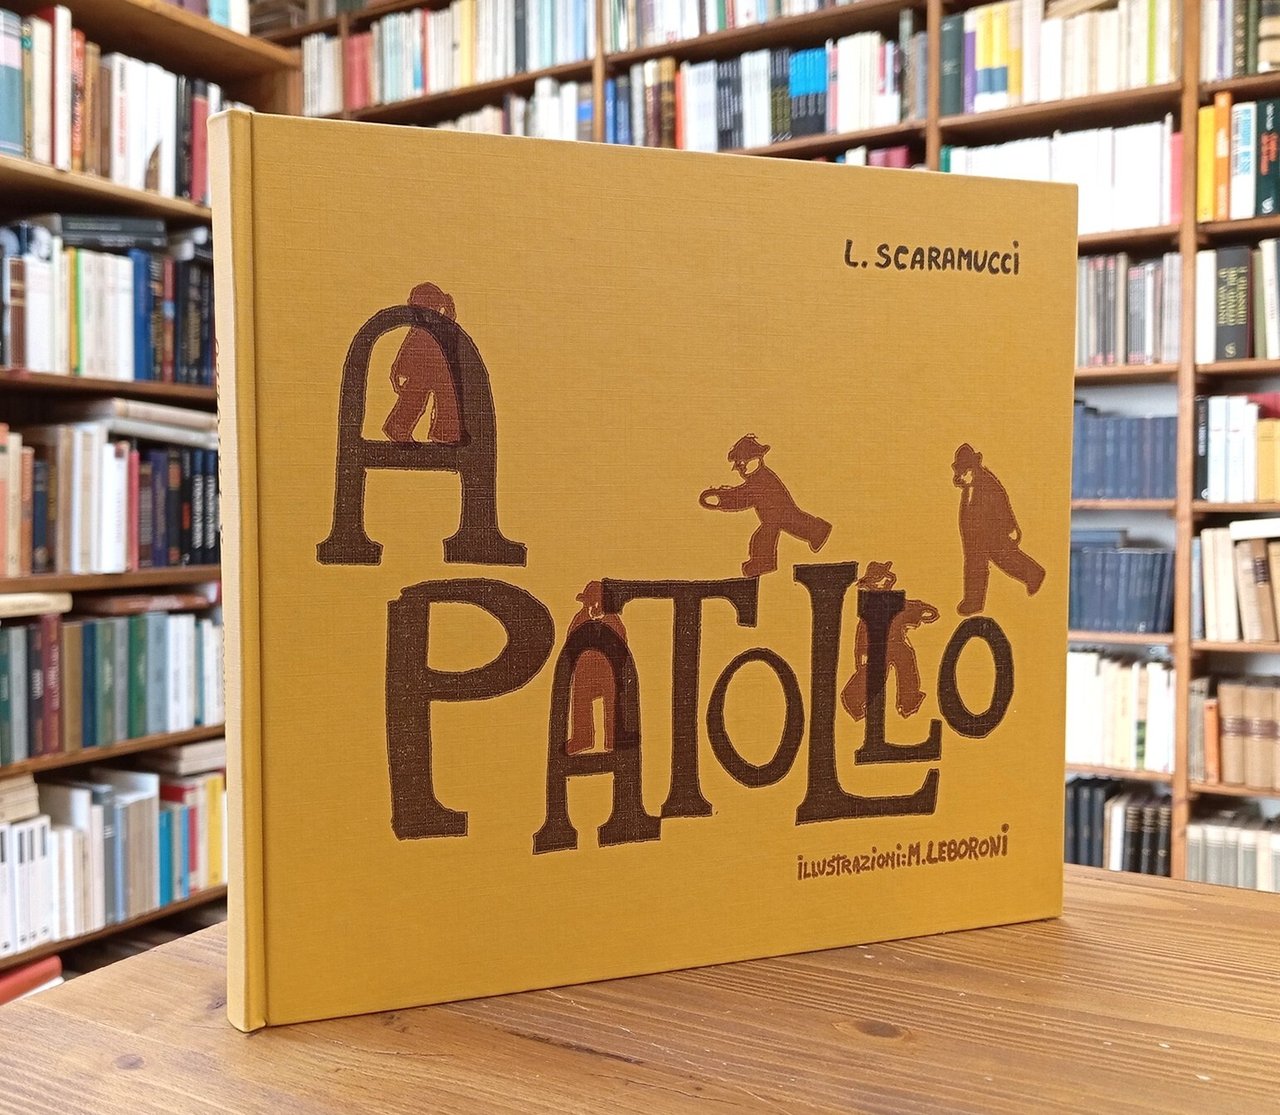 L. SCARAMUCCi
A
PATOLLO
iLLUSTRAZiONi: M. LEBORONi